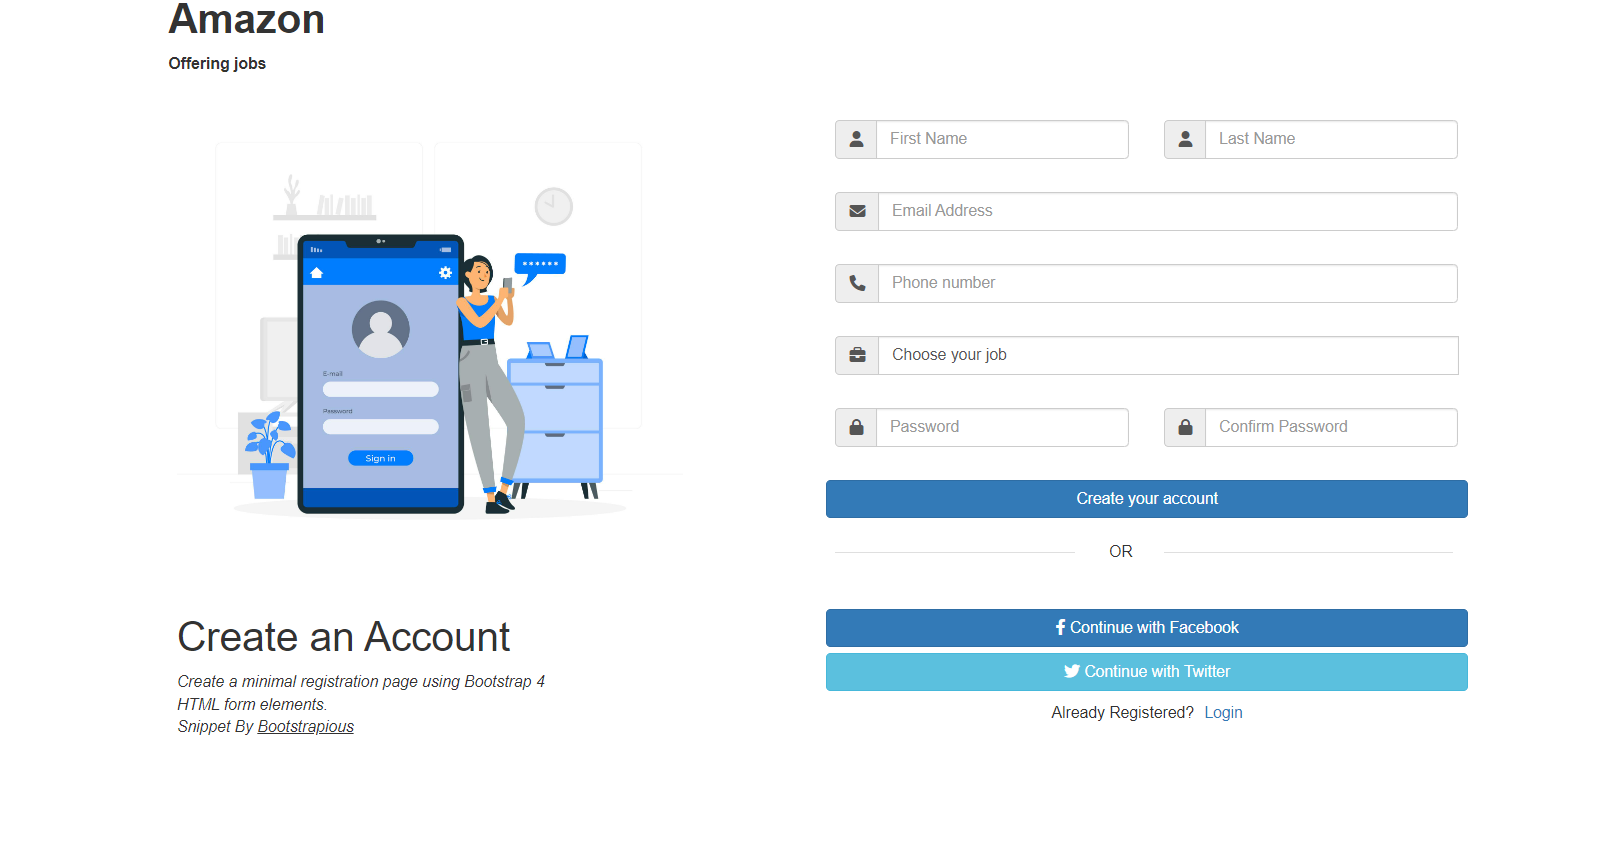 Amazon
Offering jobs
First Name
Last Name
Email Address
Phone number
Choose your job
Password
Confirm Password
Create your account
OR
Continue with Facebook
Continue with Twitter
Already Registered? Login
******
E-mail
Password
Sign in
Create an Account
Create a minimal registration page using Bootstrap 4
HTML form elements.
Snippet By Bootstrapious